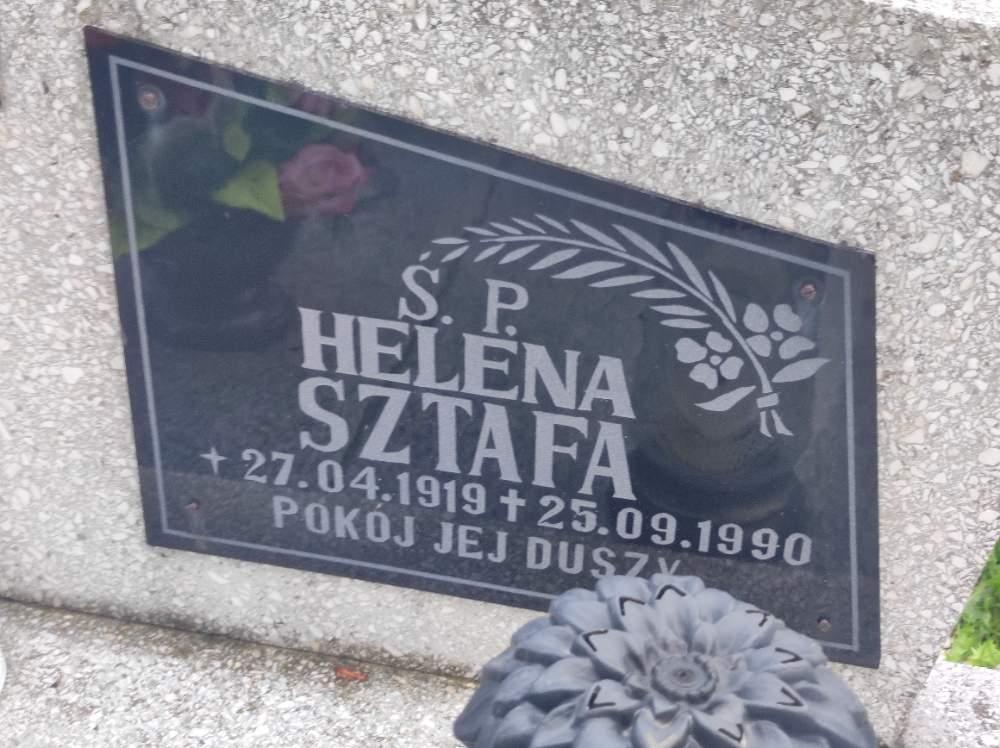 Ś. P.
HELENA
SZTAFA
+ 27.04.1919 ✝ 25.09.1990
POKÓJ JEJ DUSZY